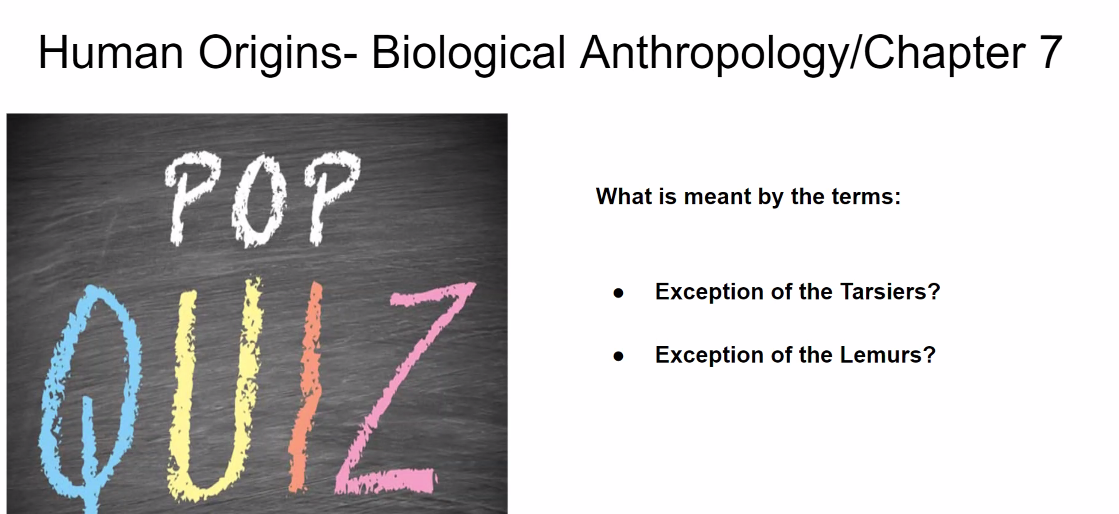 Human Origins- Biological Anthropology/Chapter 7
POP
QUIZ
What is meant by the terms:
● Exception of the Tarsiers?
● Exception of the Lemurs?